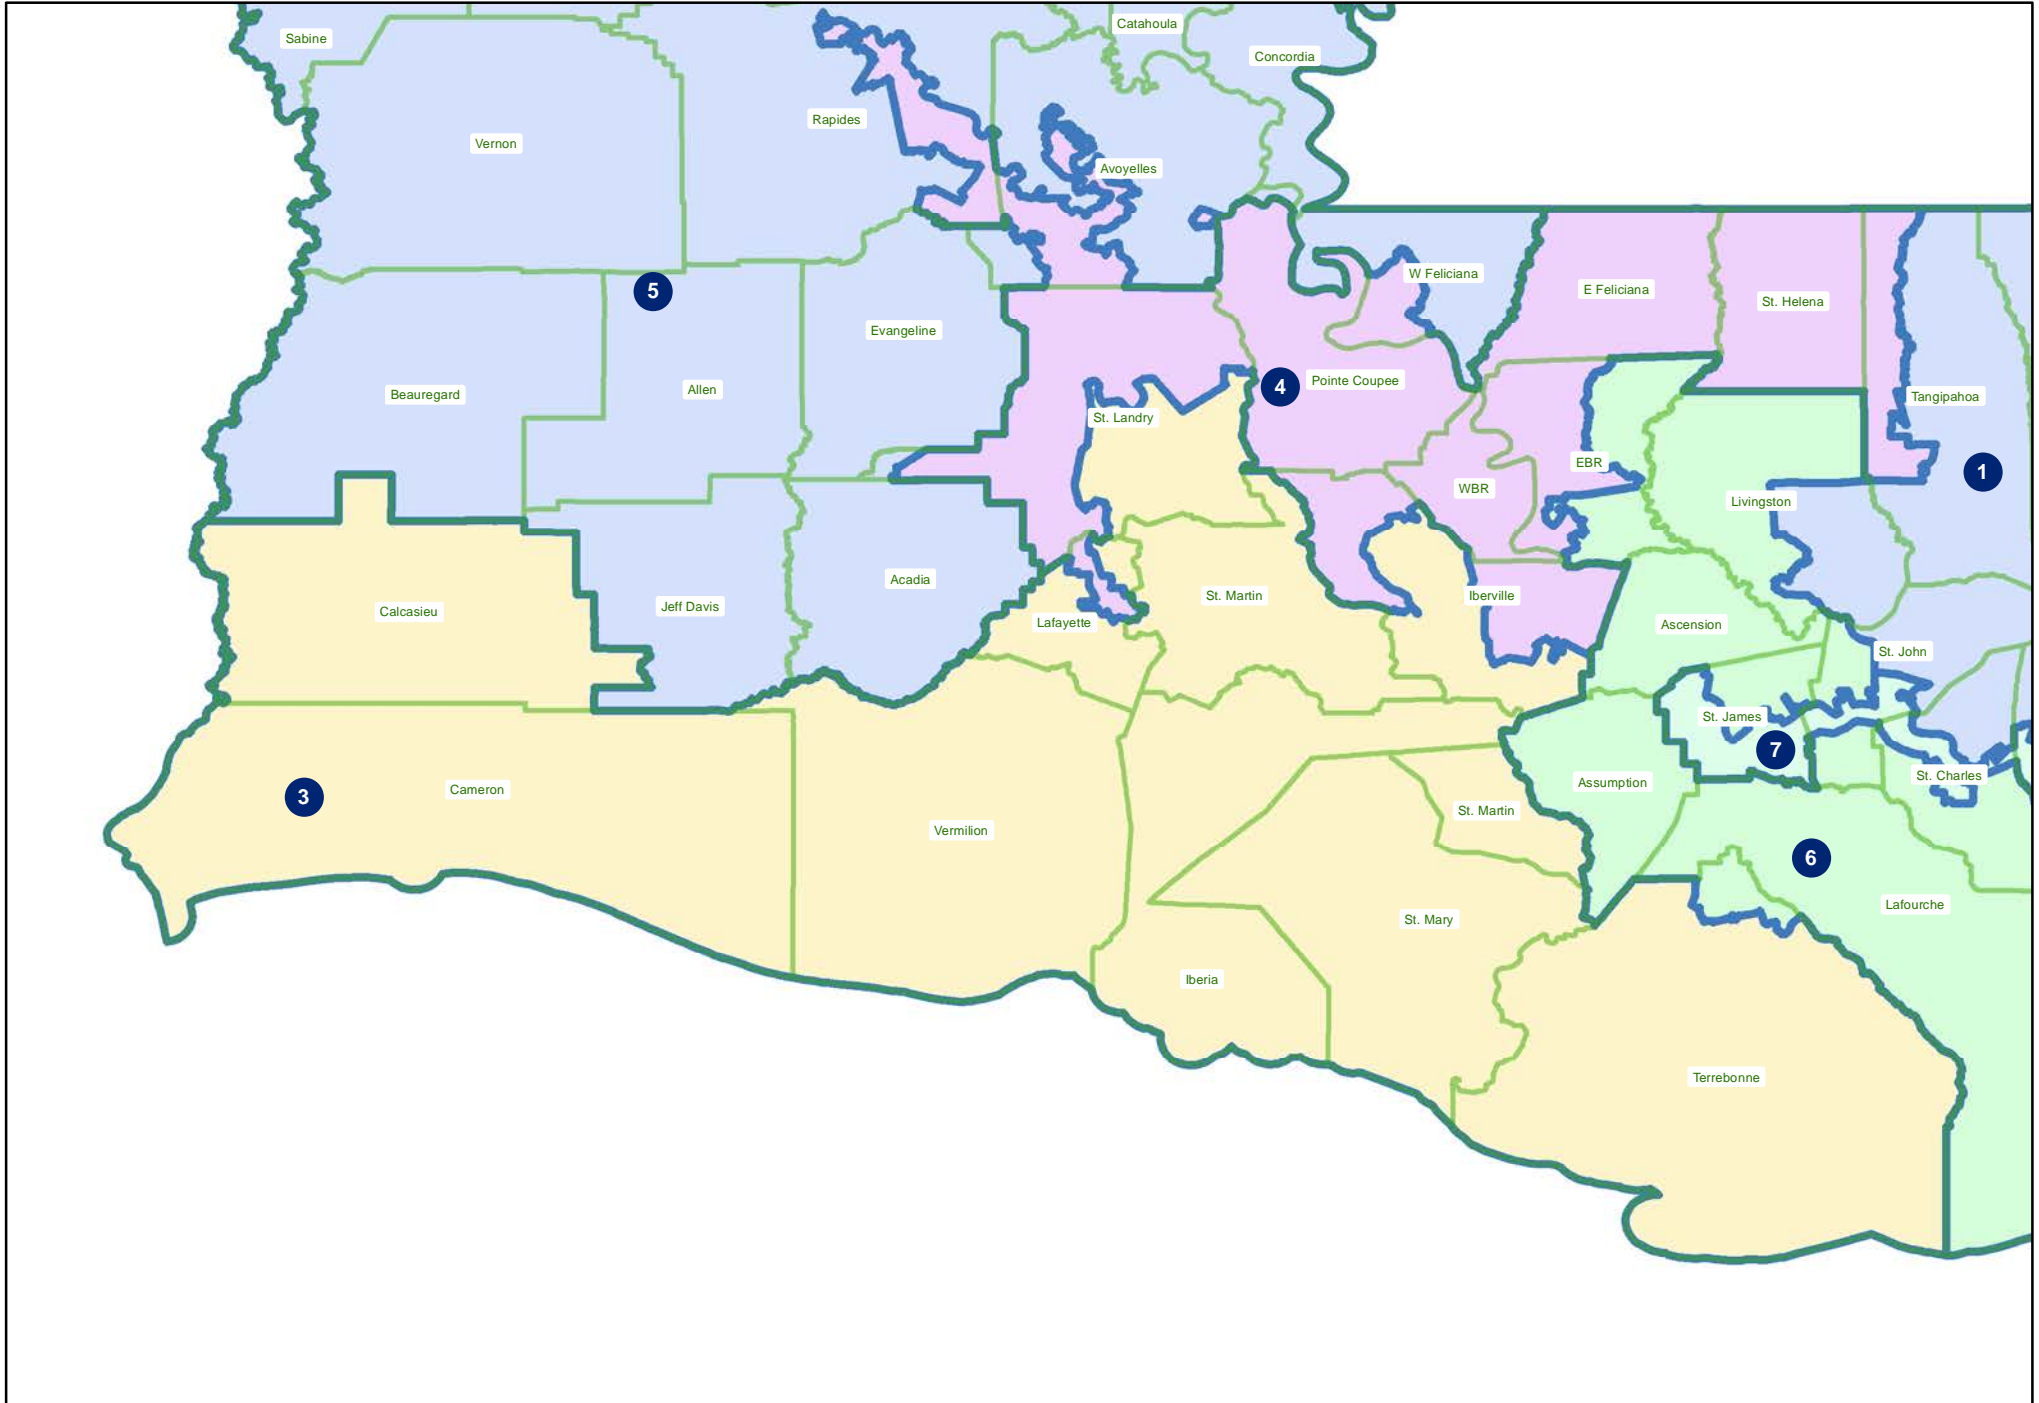 Catahoula
Sabine
Concordia
Rapides
Vernon
Avoyelles
W Feliciana
5
E Feliciana
St. Helena
Evangeline
4
Pointe Coupee
Allen
Beauregard
Tangipahoa
St. Landry
EBR
1
WBR
Livingston
Acadia
St. Martin
Iberville
Jeff Davis
Calcasieu
Lafayette
Ascension
St. John
St. James
7
St. Charles
Assumption
Cameron
3
St. Martin
Vermilion
6
Lafourche
St. Mary
Iberia
Terrebonne